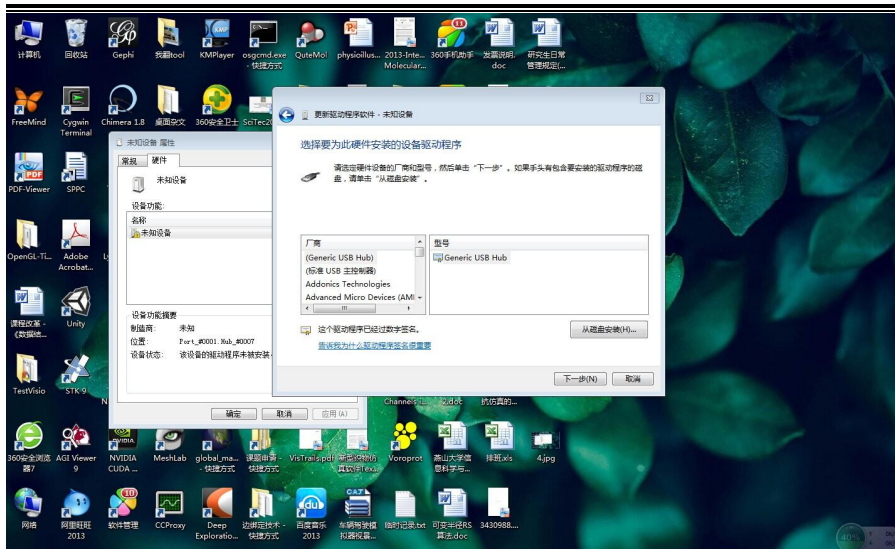 计算机
回收站
Gephi
我翻tool
KMPlayer
osgcmd.exe
- 快捷方式
QuteMol
physioillus...
2013-Inte...
Molecular...
360手机助手
发票说明.
doc
研究生日常
管理规定(...
FreeMind
Cygwin
Terminal
Chimera 1.8
桌面杂文
360安全卫士
PDF-Viewer
SPPC
OpenGL-Ti...
Adobe
Acrobat...
课程改革 -
《数据结...
Unity
TestVisio
STK 9
未知设备 属性
常规
硬件
未知设备
设备功能:
名称
未知设备
设备功能摘要
制造商:
未知
位置:
Port_#0001.Hub_#0007
设备状态:
该设备的驱动程序未被安装
确定
取消
应用(A)
更新驱动程序软件 - 未知设备
选择要为此硬件安装的设备驱动程序
请选定硬件设备的厂商和型号，然后单击“下一步”。如果手头有包含要安装的驱动程序的磁
盘，请单击“从磁盘安装”。
厂商
(Generic USB Hub)
(标准 USB 主控制器)
Addonics Technologies
Advanced Micro Devices (AMI
型号
Generic USB Hub
这个驱动程序已经过数字签名。
告诉我为什么驱动程序签名很重要
从磁盘安装(H)...
下一步(N)
取消
360安全浏览
器7
AGI Viewer
9
NVIDIA
CUDA ...
MeshLab
global_ma...
- 快捷方式
课题申请 -
快捷方式
VisTrails.pdf
Voroprot
燕山大学信
息科学与...
排班.xls
4.jpg
网络
阿里旺旺
2013
软件管理
CCProxy
Deep
Exploratio...
边绑定技术 -
快捷方式
百度音乐
2013
车辆驾驶模
拟器视景...
临时记录.txt
可变半径RS
算法.doc
3430988....
40%